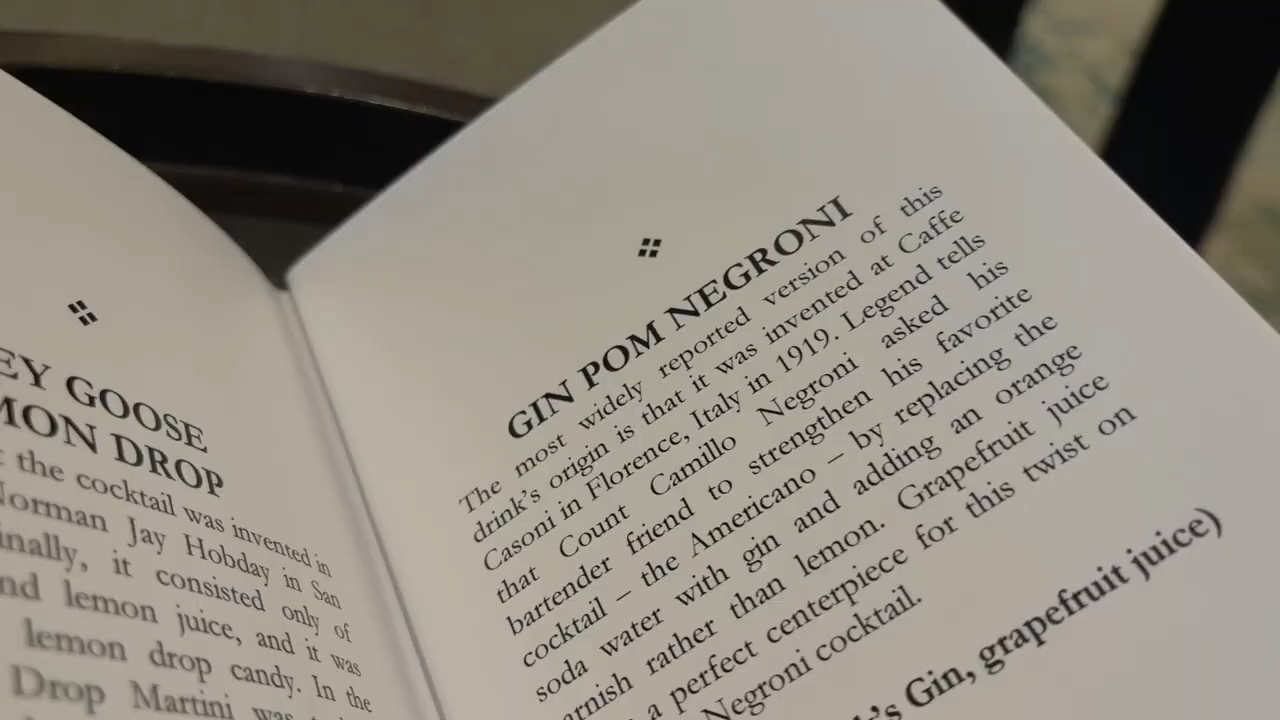 EY GOOSE
MON DROP
the cocktail was invented in
Norman Jay Hobday in San
inally, it consisted only of
nd lemon juice, and it was
lemon drop candy. In the
Drop Martini was
GIN POM NEGRONI
The most widely reported version of this
drink's origin is that it was invented at Caffe
Casoni in Florence, Italy in 1919. Legend tells
that Count Camillo Negroni asked his
bartender friend to strengthen his favorite
cocktail – the Americano – by replacing the
soda water with gin and adding an orange
arnish rather than lemon. Grapefruit juice
a perfect centerpiece for this twist on
Negroni cocktail.
's Gin, grapefruit juice)